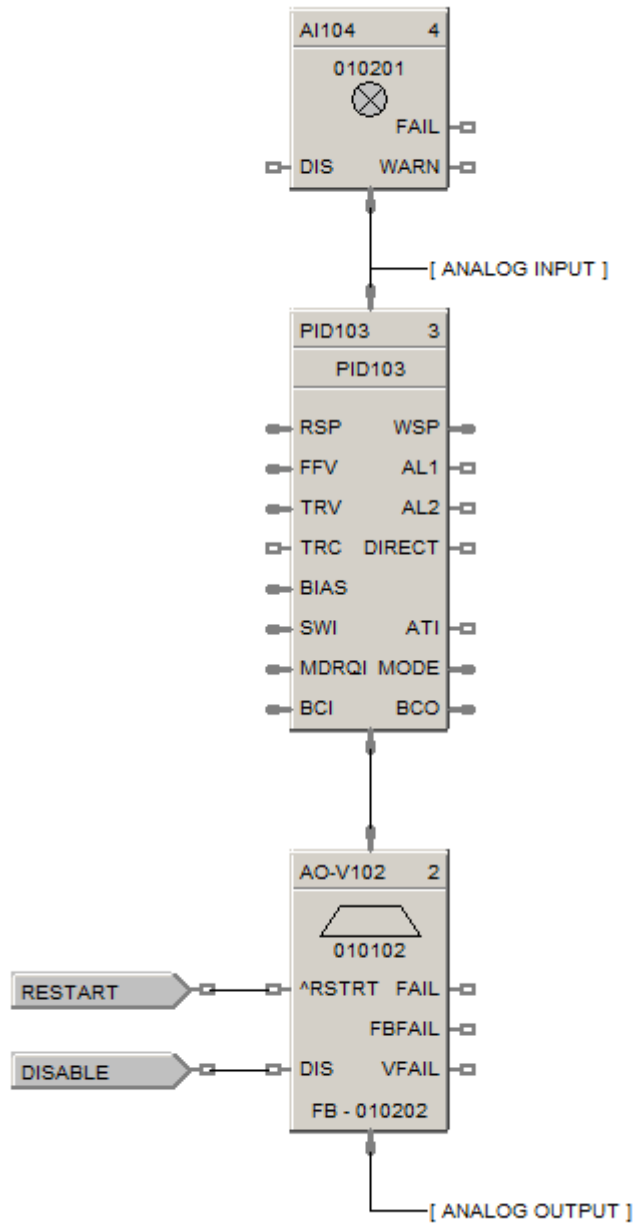 AI104 4
010201
FAIL
DIS WARN
[ ANALOG INPUT ]
PID103 3
PID103
RSP WSP
FFV AL1
TRV AL2
TRC DIRECT
BIAS
SWI ATI
MDRQI MODE
BCI BCO
AO-V102 2
010102
RESTART ^RSTRT FAIL
FBFAIL
DISABLE DIS VFAIL
FB - 010202
[ ANALOG OUTPUT ]